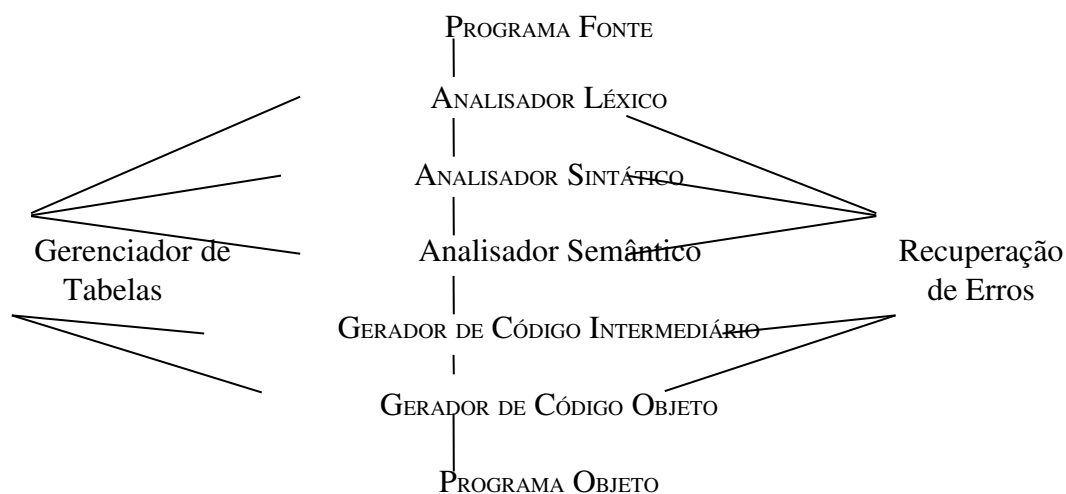 PROGRAMA FONTE
ANALISADOR LÉXICO
ANALISADOR SINTÁTICO
Gerenciador de
Tabelas
Analisador Semântico
Recuperação
de Erros
GERADOR DE CÓDIGO INTERMEDIÁRIO
GERADOR DE CÓDIGO OBJETO
PROGRAMA OBJETO